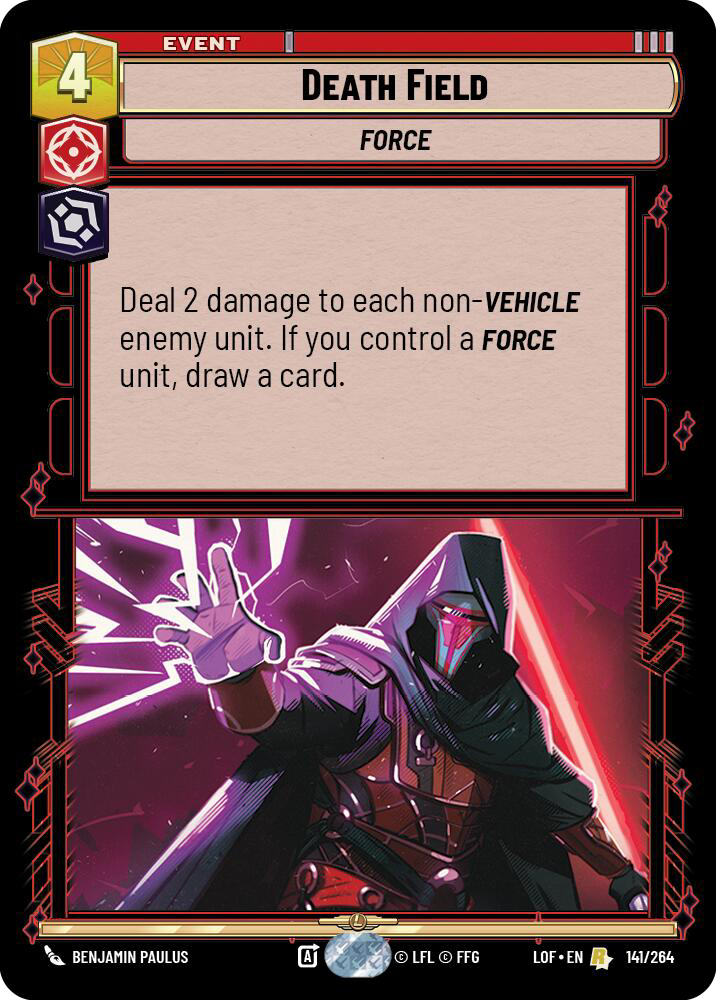 EVENT
4
DEATH FIELD
FORCE
Deal 2 damage to each non-VEHICLE
enemy unit. If you control a FORCE
unit, draw a card.
BENJAMIN PAULUS
A
© LFL © FFG
LOF • EN
R
141/264